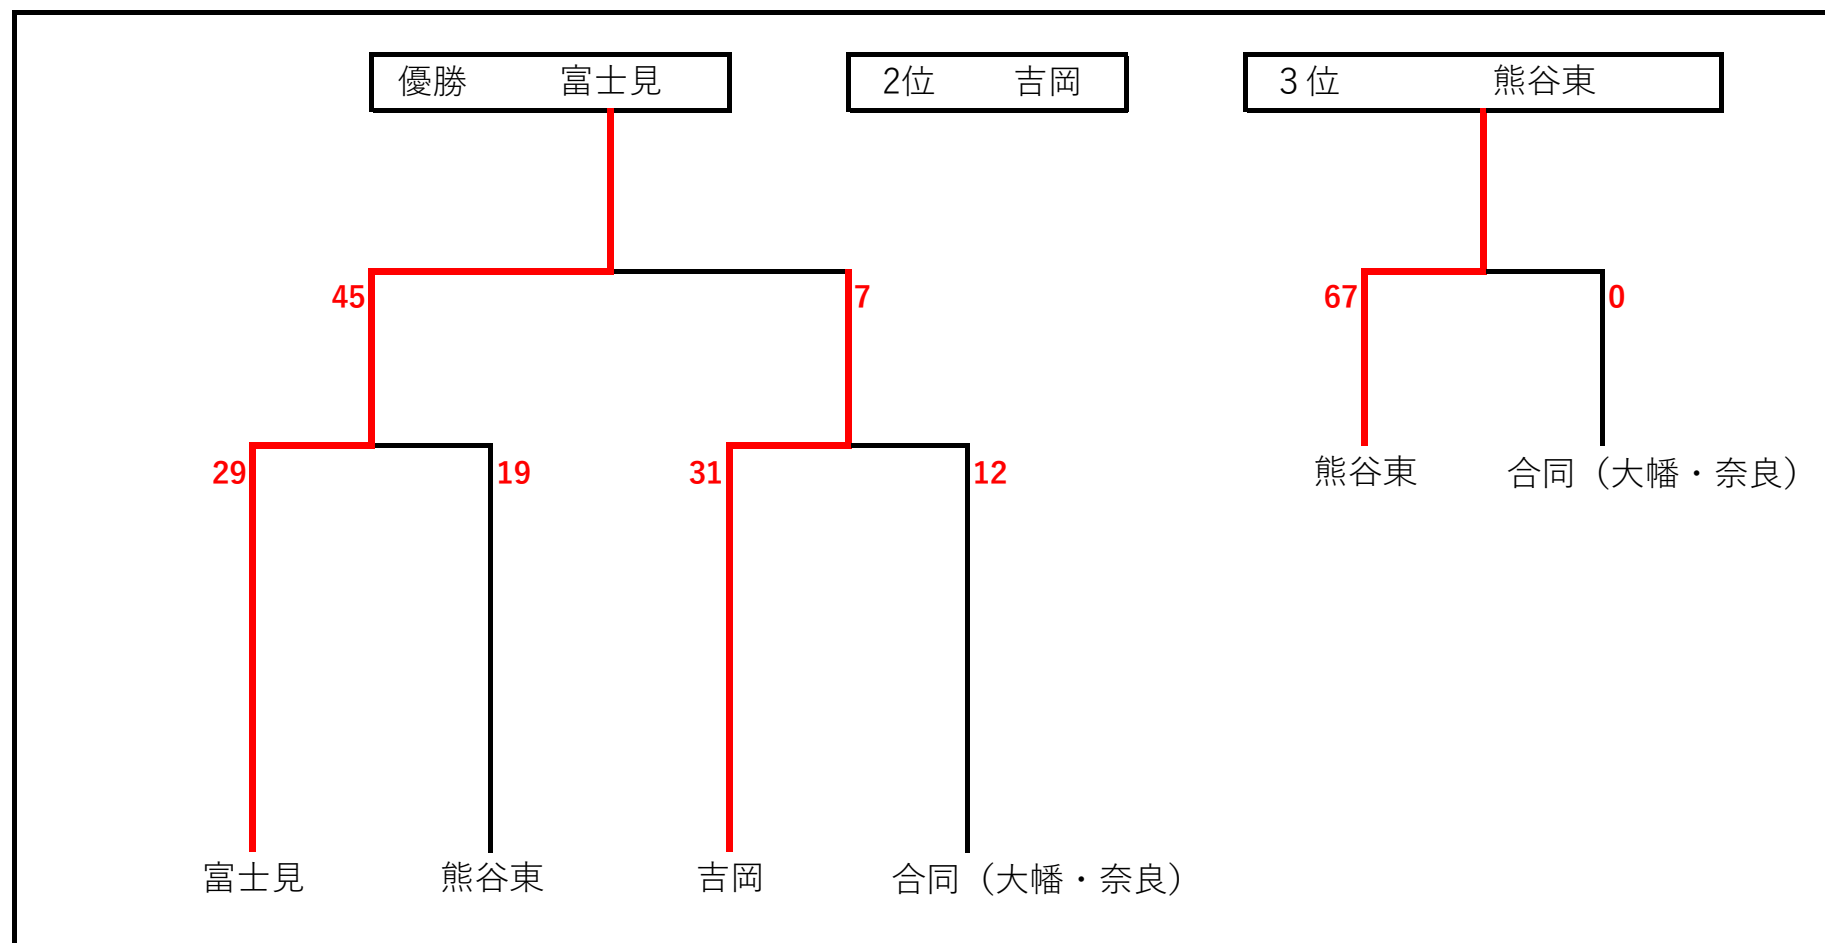 優勝　富士見　2位　吉岡　３位　熊谷東
45　7　67　0
29　19　31　12　熊谷東　合同（大幡・奈良）
富士見　熊谷東　吉岡　合同（大幡・奈良）